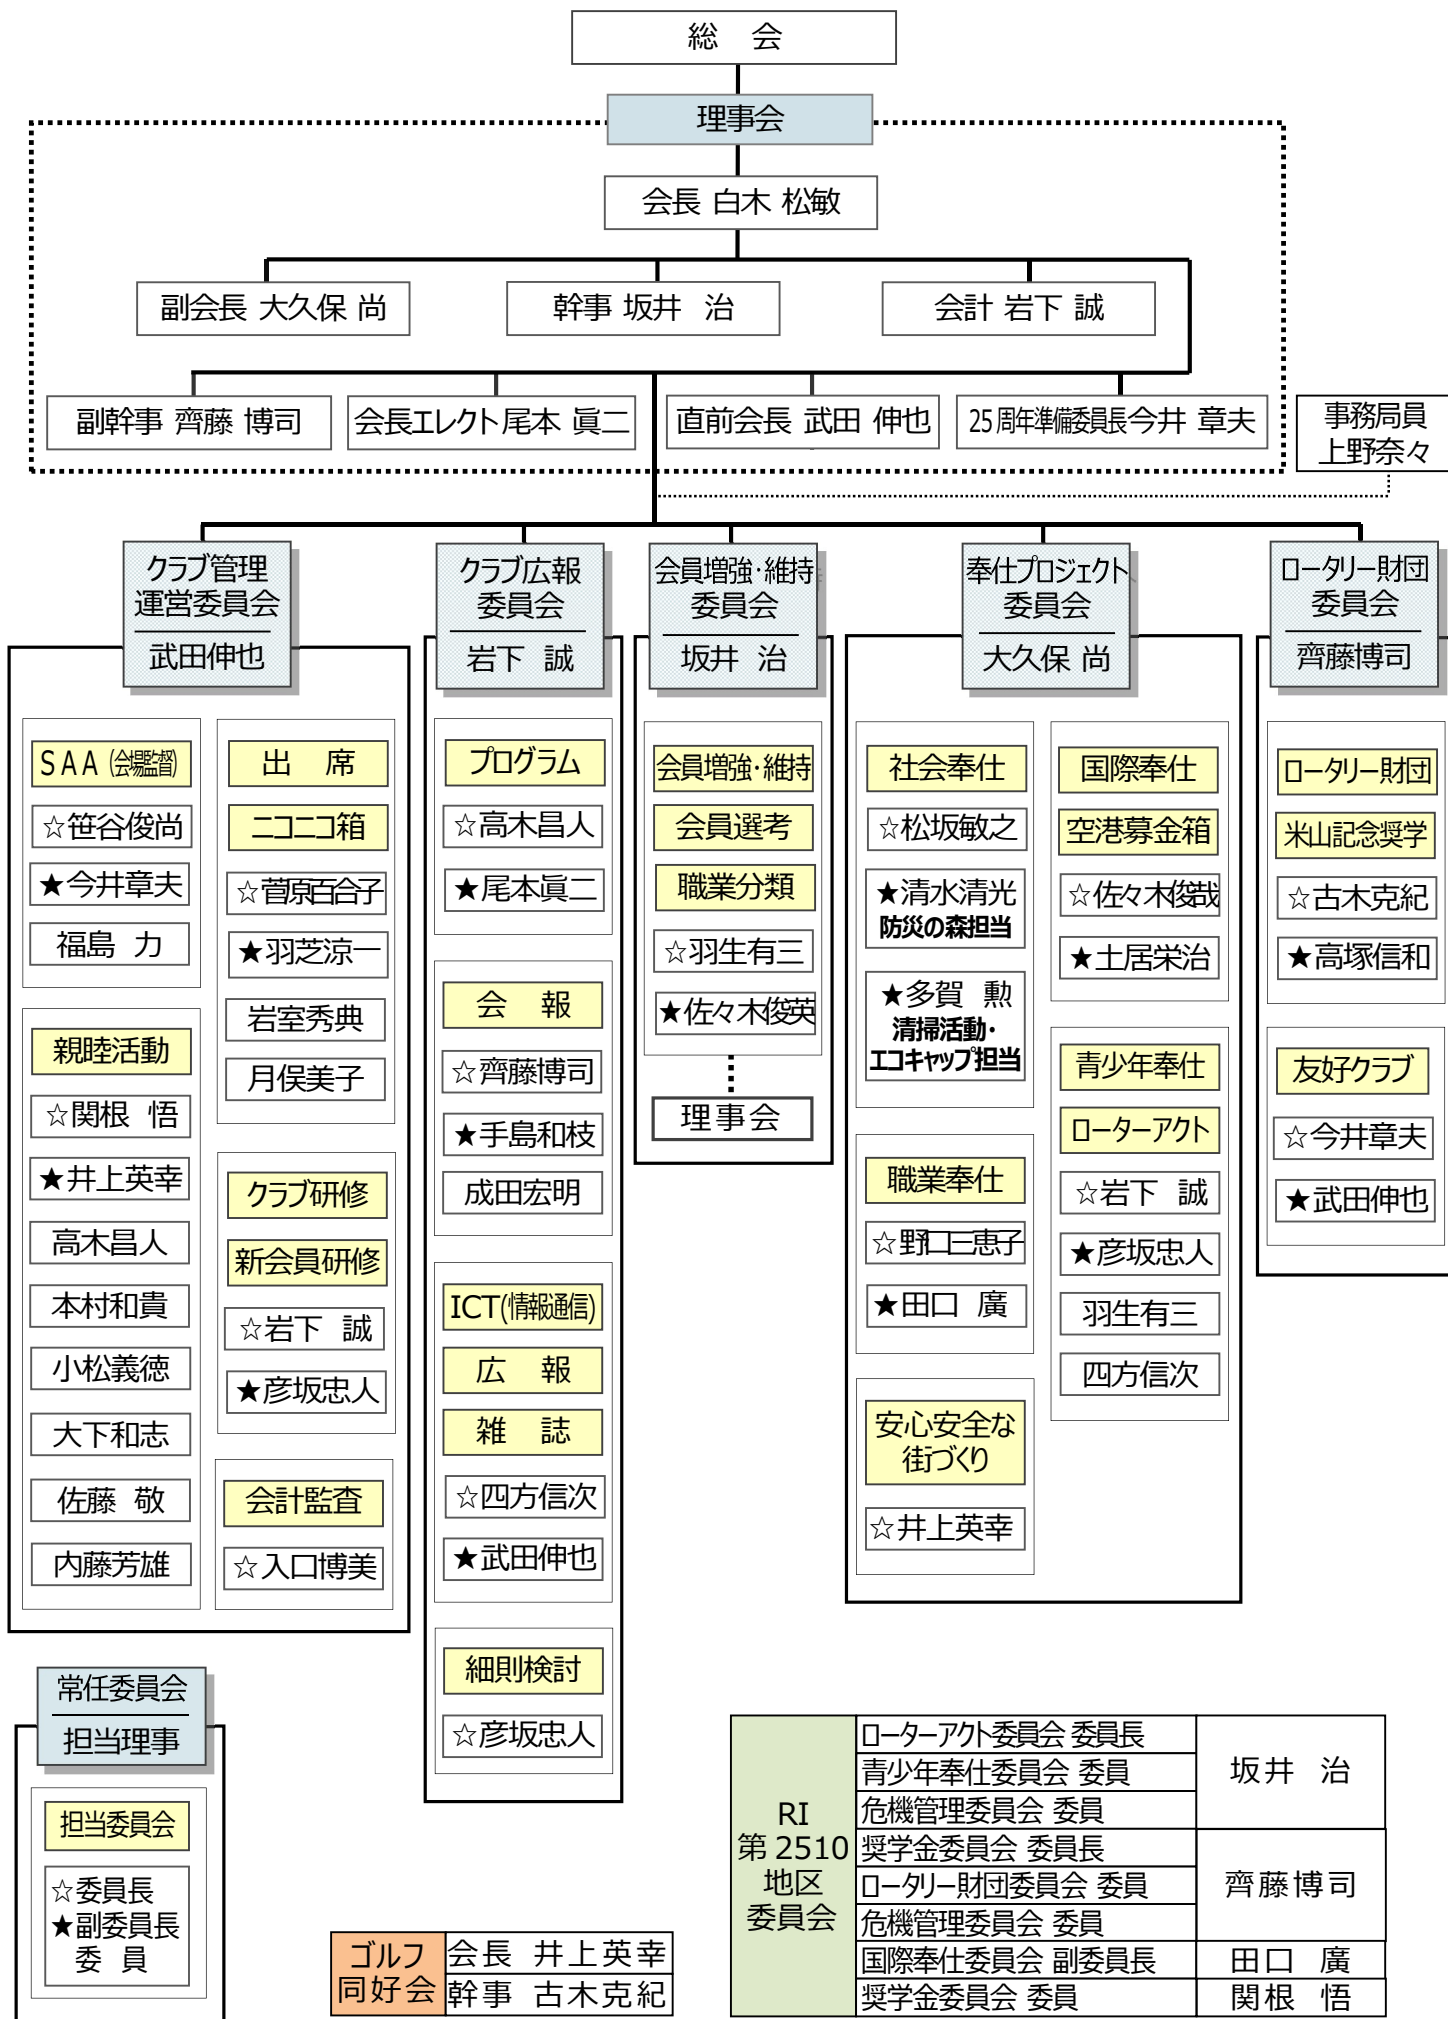 総　会
理事会
会長 白木 松敏
副会長 大久保 尚
幹事 坂井　治
会計 岩下 誠
副幹事 齊藤 博司
会長エレクト 尾本 眞二
直前会長 武田 伸也
25周年準備委員長 今井 章夫
事務局員
上野奈々
クラブ管理
運営委員会
武田伸也
SAA (会場監督)
☆笹谷俊尚
★今井章夫
福島　力
親睦活動
☆関根　悟
★井上英幸
高木昌人
本村和貴
小松義徳
大下和志
佐藤　敬
内藤芳雄
出　席
ニコニコ箱
☆菅原百合子
★羽芝涼一
岩室秀典
月俣美子
クラブ研修
新会員研修
☆岩下　誠
★彦坂忠人
会計監査
☆入口博美
クラブ広報
委員会
岩下　誠
プログラム
☆高木昌人
★尾本眞二
会　報
☆齊藤博司
★手島和枝
成田宏明
ICT(情報通信)
広　報
雑　誌
☆四方信次
★武田伸也
細則検討
☆彦坂忠人
会員増強・維持
委員会
坂井　治
会員増強・維持
会員選考
職業分類
☆羽生有三
★佐々木俊英
理事会
奉仕プロジェクト
委員会
大久保 尚
社会奉仕
☆松坂敏之
★清水清光
防災の森担当
★多賀　勲
清掃活動・
エコキャップ担当
職業奉仕
☆野口三恵子
★田口　廣
安心安全な
街づくり
☆井上英幸
国際奉仕
空港募金箱
☆佐々木俊哉
★土居栄治
青少年奉仕
ローターアクト
☆岩下　誠
★彦坂忠人
羽生有三
四方信次
ロータリー財団
委員会
齊藤博司
ロータリー財団
米山記念奨学
☆古木克紀
★高塚信和
友好クラブ
☆今井章夫
★武田伸也
常任委員会
担当理事
担当委員会
☆委員長
★副委員長
委　員
ゴルフ
同好会
会長　井上英幸
幹事　古木克紀
RI
第 2510
地区
委員会
ローターアクト委員会 委員長
青少年奉仕委員会 委員
危機管理委員会 委員
坂井　治
奨学金委員会 委員長
ロータリー財団委員会 委員
危機管理委員会 委員
齊藤博司
国際奉仕委員会 副委員長
田口　廣
奨学金委員会 委員
関根　悟